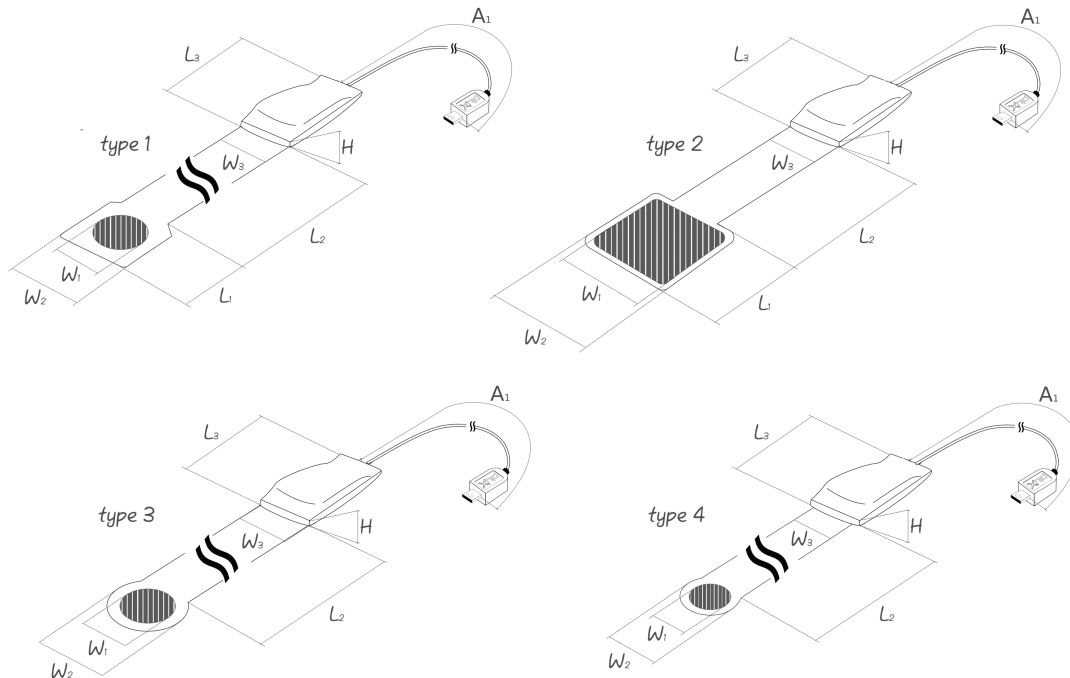 A₁
L₃
type 1
W₃
H
L₂
W₁
W₂
L₁
A₁
L₃
type 2
W₃
H
L₂
W₁
W₂
L₁
A₁
L₃
type 3
W₃
H
L₂
W₁
W₂
A₁
L₃
type 4
W₃
H
L₂
W₁
W₂